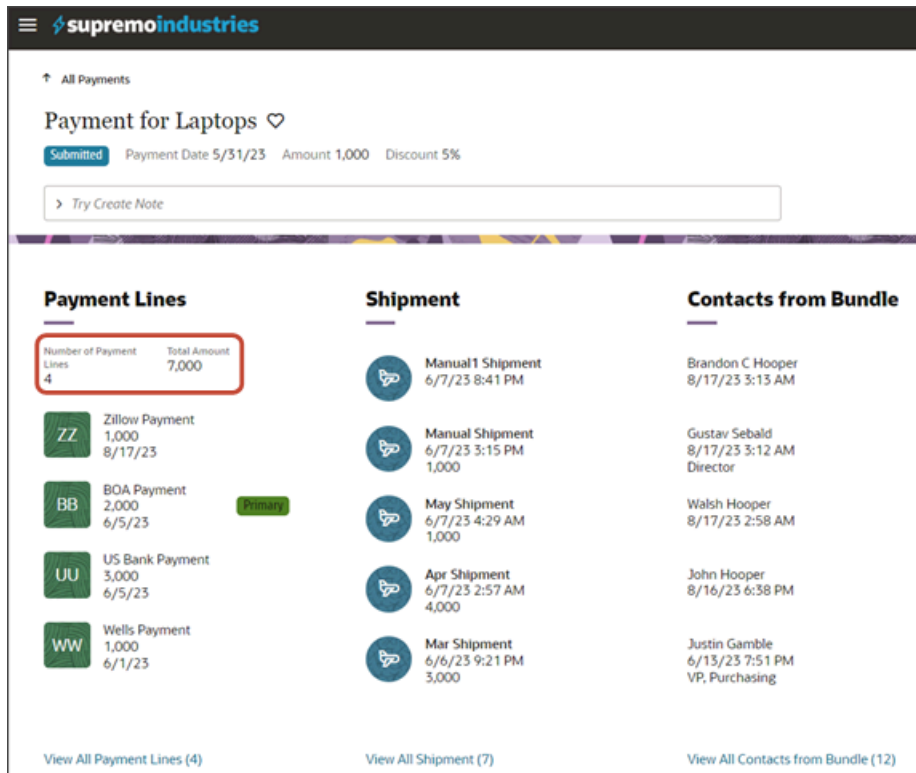 supremoindustries
All Payments
Payment for Laptops
Submitted Payment Date 5/31/23 Amount 1,000 Discount 5%
Try Create Note
Payment Lines
Number of Payment Lines
4
Total Amount
7,000
ZZ
Zillow Payment
1,000
8/17/23
BB
BOA Payment
2,000
6/5/23
Primary
UU
US Bank Payment
3,000
6/5/23
WW
Wells Payment
1,000
6/1/23
View All Payment Lines (4)
Shipment
Manual1 Shipment
6/7/23 8:41 PM
Manual Shipment
6/7/23 3:15 PM
1,000
May Shipment
6/7/23 4:29 AM
1,000
Apr Shipment
6/7/23 2:57 AM
4,000
Mar Shipment
6/6/23 9:21 PM
3,000
View All Shipment (7)
Contacts from Bundle
Brandon C Hooper
8/17/23 3:13 AM
Gustav Sebald
8/17/23 3:12 AM
Director
Walsh Hooper
8/17/23 2:58 AM
John Hooper
8/16/23 6:38 PM
Justin Gamble
6/13/23 7:51 PM
VP, Purchasing
View All Contacts from Bundle (12)